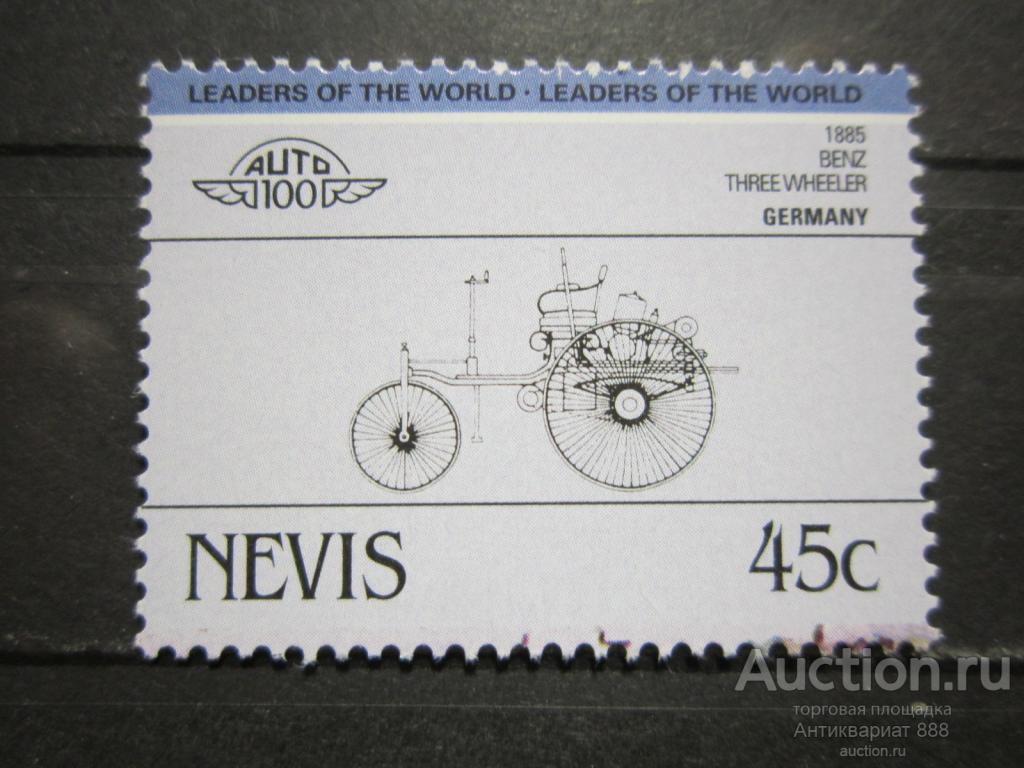 LEADERS OF THE WORLD · LEADERS OF THE WORLD
AUTO
100
1885
BENZ
THREE WHEELER
GERMANY
NEVIS
45c
Auction.ru
торговая площадка
Антиквариат 888
auction.ru